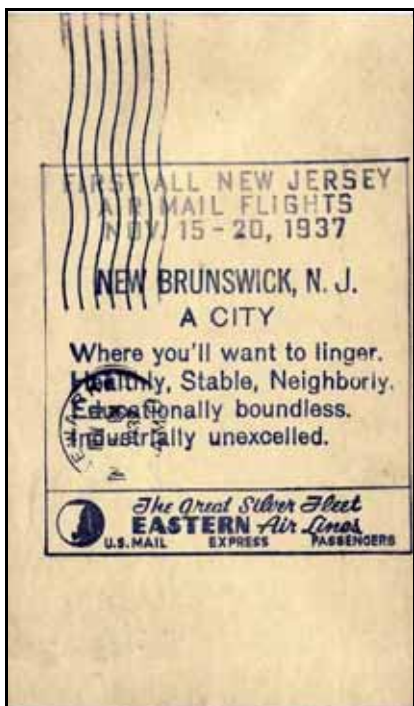 FIRST ALL NEW JERSEY
AIR MAIL FLIGHTS
NOV. 15-20, 1937
NEW BRUNSWICK, N. J.
A CITY
Where you'll want to linger.
Healthly, Stable, Neighborly.
Educationally boundless.
Industrially unexcelled.
The Great Silver Fleet
EASTERN Air Lines
U.S. MAIL EXPRESS PASSENGERS